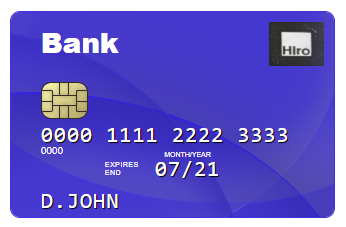 Bank
HIro
0000 1111 2222 3333
0000
MONTH/YEAR
EXPIRES
END
07/21
D.JOHN